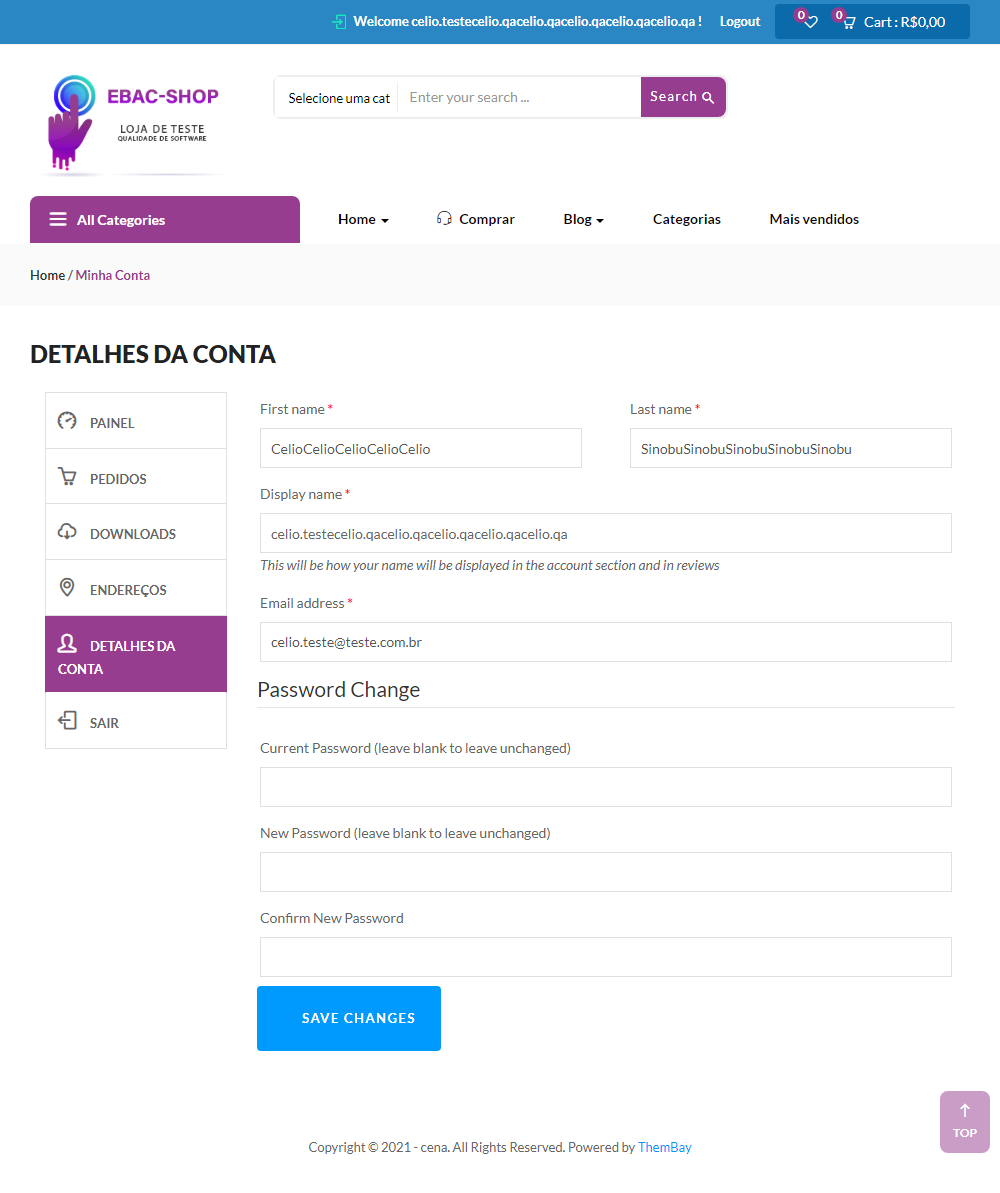 Welcome celio.testecelio.qacelio.qacelio.qacelio.qacelio.qa ! Logout 0 0 Cart : R$0,00
EBAC-SHOP
LOJA DE TESTE
QUALIDADE DE SOFTWARE
Selecione uma cat Enter your search ... Search
All Categories Home Comprar Blog Categorias Mais vendidos
Home / Minha Conta
DETALHES DA CONTA
PAINEL
PEDIDOS
DOWNLOADS
ENDEREÇOS
DETALHES DA
CONTA
SAIR
First name * Last name *
CelioCelioCelioCelioCelio SinobuSinobuSinobuSinobuSinobu
Display name *
celio.testecelio.qacelio.qacelio.qacelio.qacelio.qa
This will be how your name will be displayed in the account section and in reviews
Email address *
celio.teste@teste.com.br
Password Change
Current Password (leave blank to leave unchanged)
New Password (leave blank to leave unchanged)
Confirm New Password
SAVE CHANGES
TOP
Copyright © 2021 - cena. All Rights Reserved. Powered by ThemBay